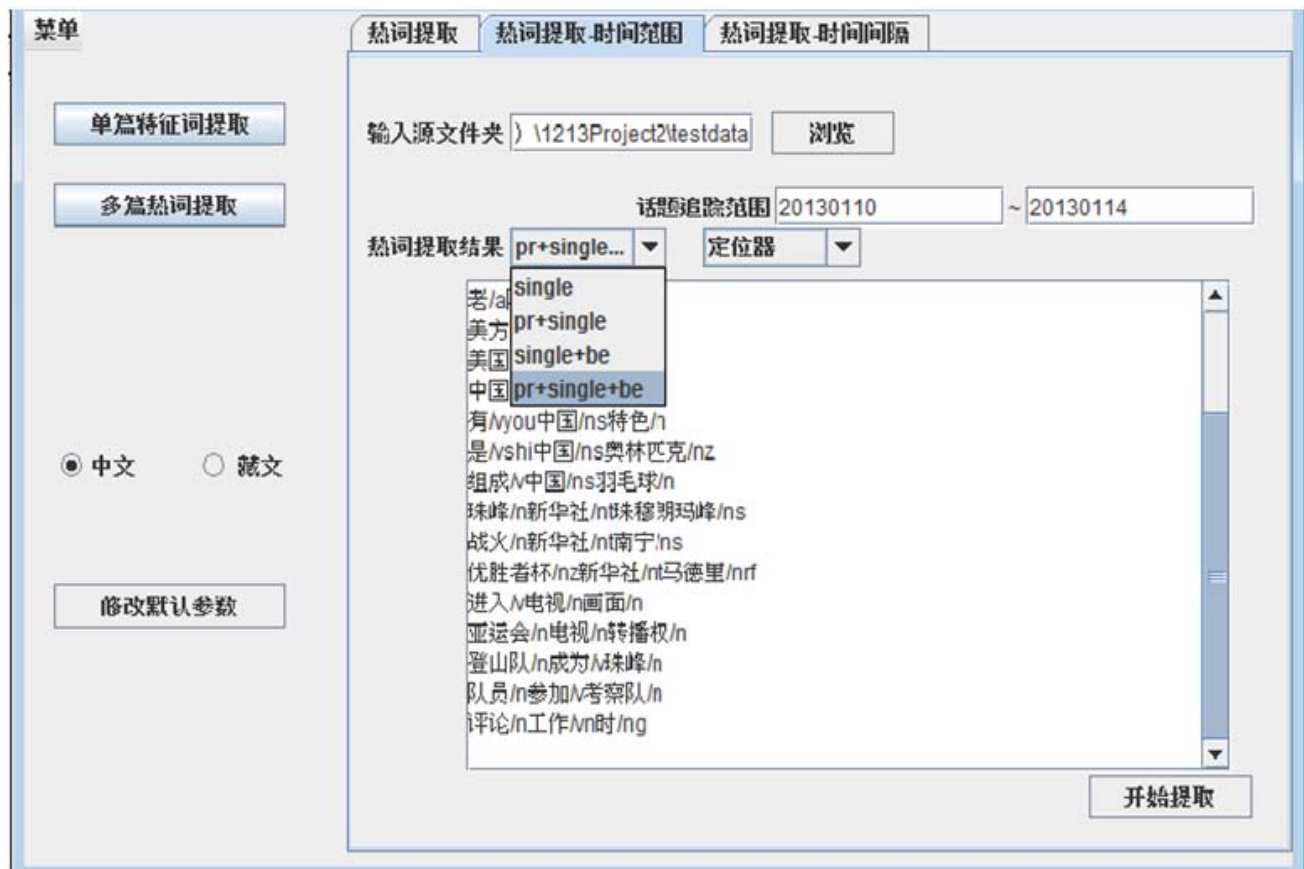 菜单
热词提取 热词提取-时间范围 热词提取-时间间隔
单篇特征词提取
输入源文件夹 ）\1213Project2\testdata 浏览
多篇热词提取
话题追踪范围 20130110 ~ 20130114
热词提取结果 pr+single... 定位器
single
pr+single
single+be
pr+single+be
老/a
美方
美国
中国
有/vyou中国/ns特色/n
是/vshi中国/ns奥林匹克/nz
组成/v中国/ns羽毛球/n
珠峰/n新华社/nt珠穆朗玛峰/ns
战火/n新华社/nt南宁/ns
优胜者杯/nz新华社/nt马德里/nrf
进入/v电视/n画面/n
亚运会/n电视/n转播权/n
登山队/n成为/v珠峰/n
队员/n参加/v考察队/n
评论/n工作/vn时/ng
中文 藏文
修改默认参数
开始提取